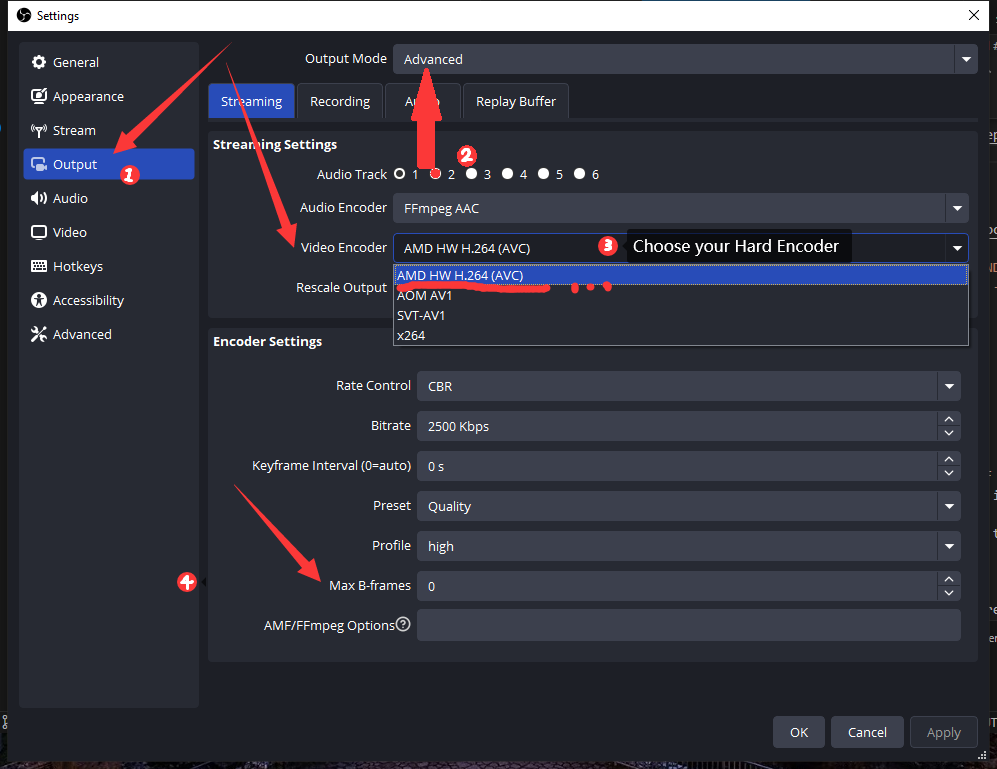 Settings
General
Appearance
Stream
Output
1
Audio
Video
Hotkeys
Accessibility
Advanced
Output Mode Advanced
Streaming Recording Audio Replay Buffer
Streaming Settings
2
Audio Track 1 2 3 4 5 6
Audio Encoder FFmpeg AAC
Video Encoder AMD HW H.264 (AVC) 3 Choose your Hard Encoder
AMD HW H.264 (AVC)
Rescale Output
AOM AV1
SVT-AV1
x264
Encoder Settings
Rate Control CBR
Bitrate 2500 Kbps
Keyframe Interval (0=auto) 0 s
Preset Quality
Profile high
4 Max B-frames 0
AMF/FFmpeg Options ?
OK Cancel Apply